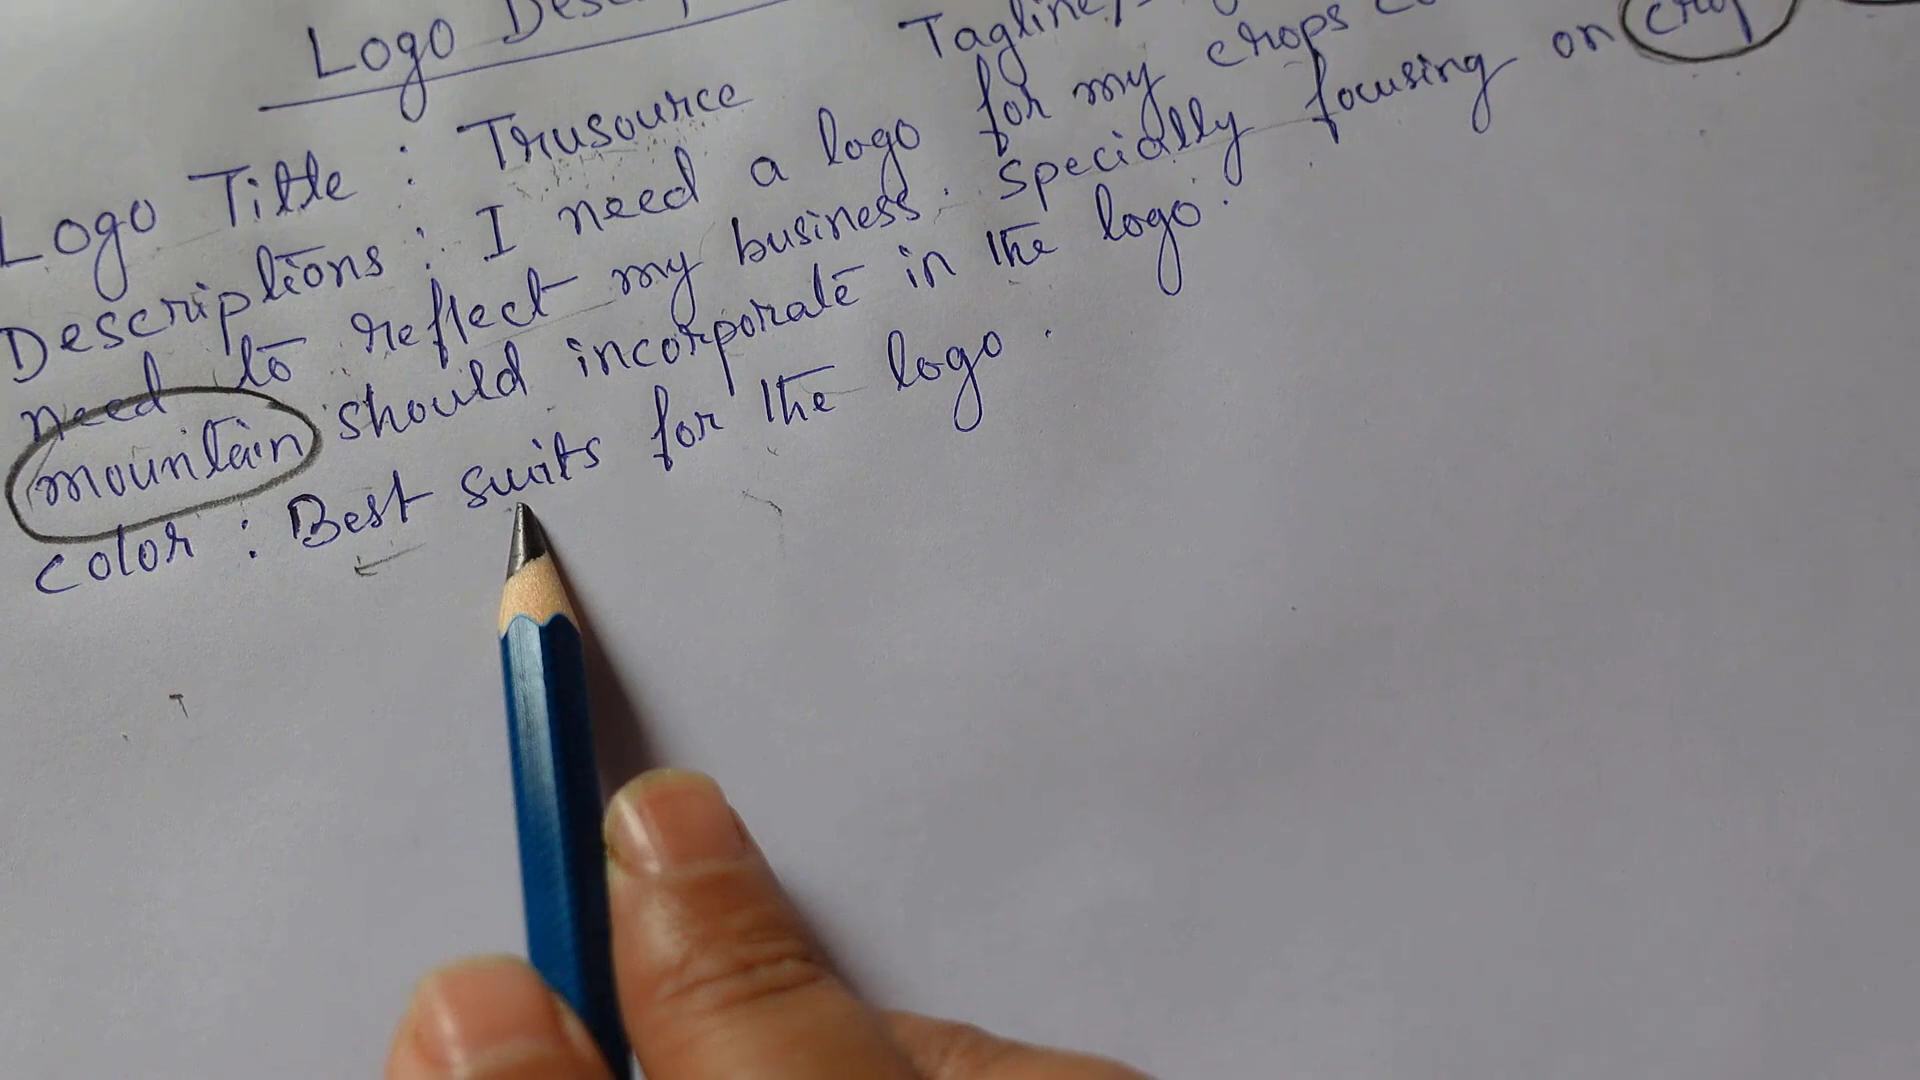 Logo
Logo Title : Trusource Tagline
Descriptions : I need a logo for my crops
need to reflect my business. specially focusing on crop
mountain should incorporate in the logo.
color : Best suits for the logo.